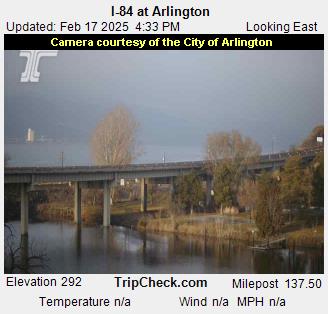 I-84 at Arlington
Updated: Feb 17 2025 4:33 PM Looking East
Camera courtesy of the City of Arlington
Elevation 292 TripCheck.com Milepost 137.50
Temperature n/a Wind n/a MPH n/a